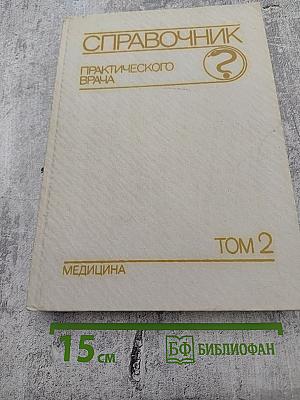 СПРАВОЧНИК
ПРАКТИЧЕСКОГО
ВРАЧА
ТОМ 2
МЕДИЦИНА
15 см
БФ БИБЛИОФАН